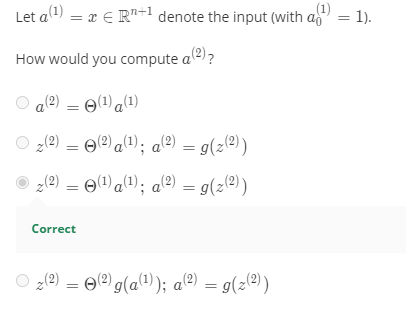 Let $a^{(1)} = x \in \mathbb{R}^{n+1}$ denote the input (with $a_0^{(1)} = 1$).
How would you compute $a^{(2)}$?
$a^{(2)} = \Theta^{(1)} a^{(1)}$
$z^{(2)} = \Theta^{(2)} a^{(1)}; \; a^{(2)} = g(z^{(2)})$
$z^{(2)} = \Theta^{(1)} a^{(1)}; \; a^{(2)} = g(z^{(2)})$
Correct
$z^{(2)} = \Theta^{(2)} g(a^{(1)}); \; a^{(2)} = g(z^{(2)})$